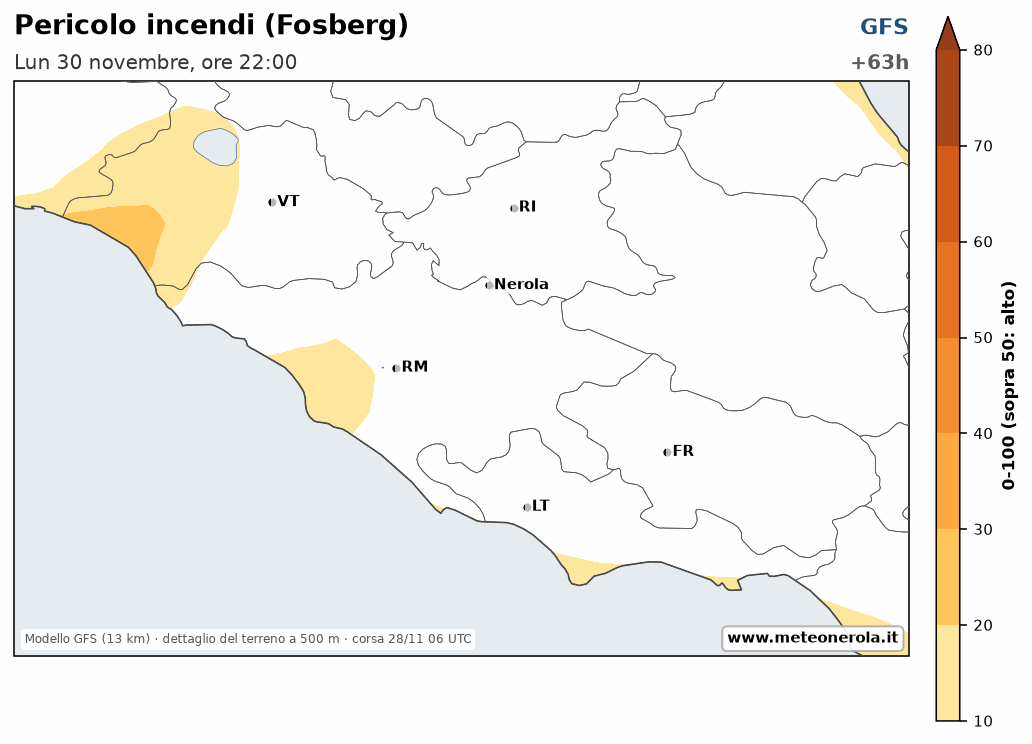 Pericolo incendi (Fosberg)
GFS
Lun 30 novembre, ore 22:00
+63h
VT
RI
Nerola
RM
FR
LT
Modello GFS (13 km) · dettaglio del terreno a 500 m · corsa 28/11 06 UTC
www.meteonerola.it
80
70
60
50
40
30
20
10
0-100 (sopra 50: alto)